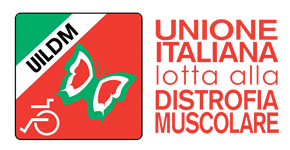 UILDM
UNIONE
ITALIANA
lotta alla
DISTROFIA
MUSCOLARE